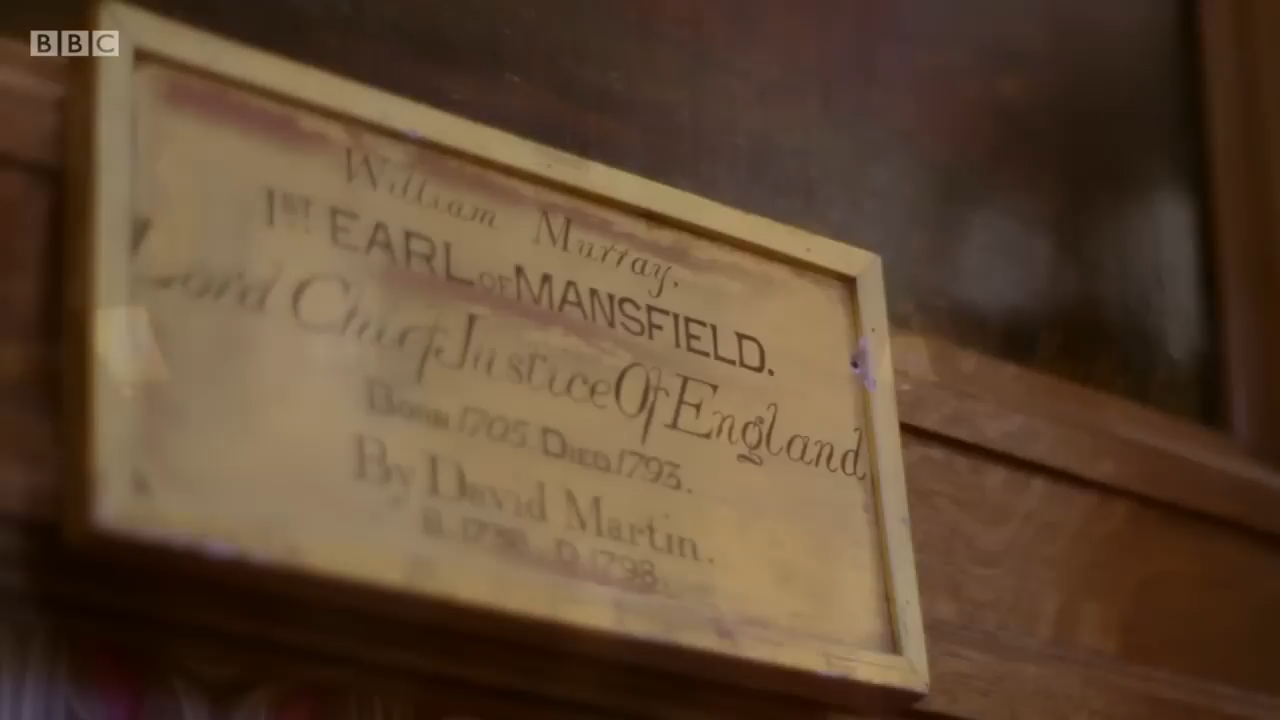 BBC
William Murray.
1ST EARL OF MANSFIELD.
Lord Chief Justice Of England
Born 1705 Died 1793.
By David Martin.
B. D. 1798.